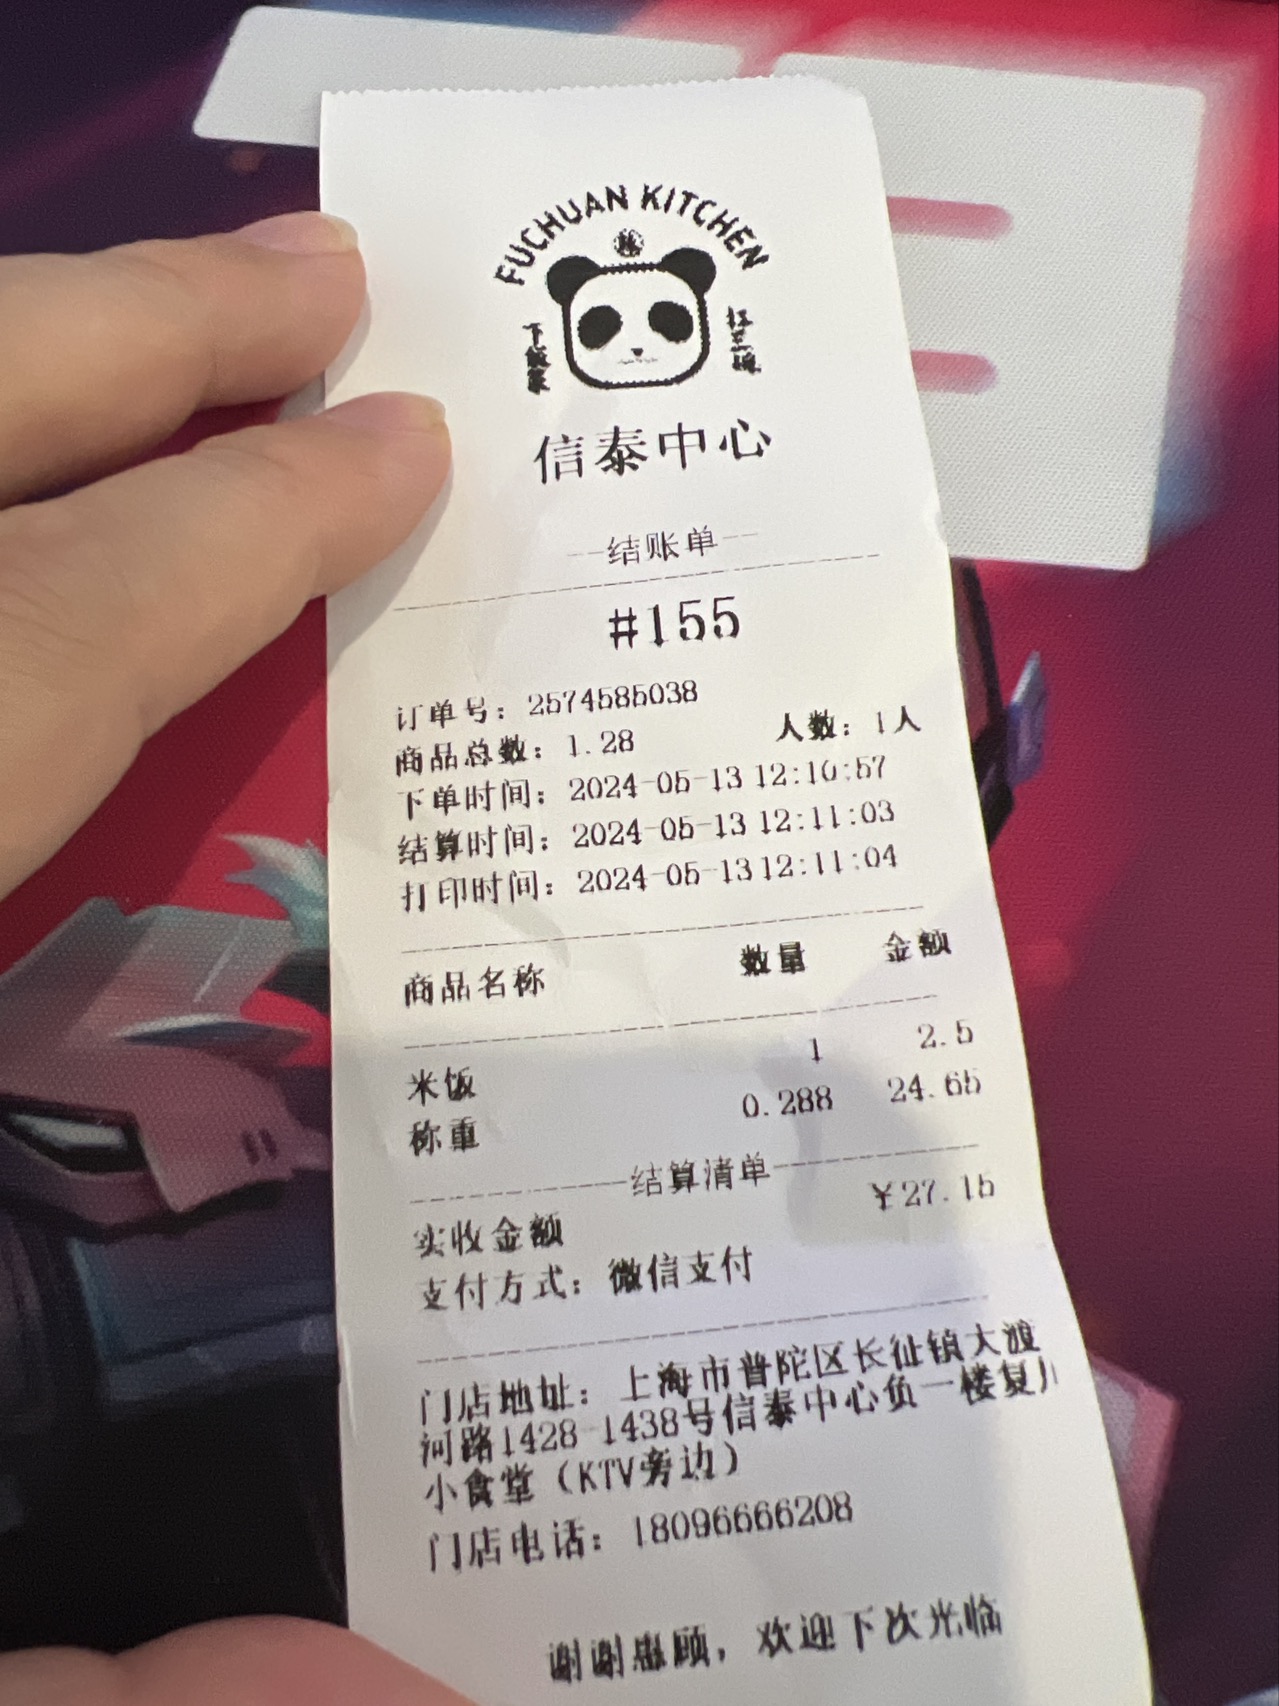 FUCHUAN KITCHEN
下饭菜
扛三碗
信泰中心
--结账单--
#155
订单号：2574585038
商品总数：1.28 人数：1人
下单时间：2024-05-13 12:10:57
结算时间：2024-05-13 12:11:03
打印时间：2024-05-13 12:11:04
商品名称 数量 金额
米饭 1 2.5
称重 0.288 24.65
结算清单
实收金额 ¥27.15
支付方式：微信支付
门店地址：上海市普陀区长征镇大渡
河路1428-1438号信泰中心负一楼复川
小食堂（KTV旁边）
门店电话：18096666208
谢谢惠顾，欢迎下次光临